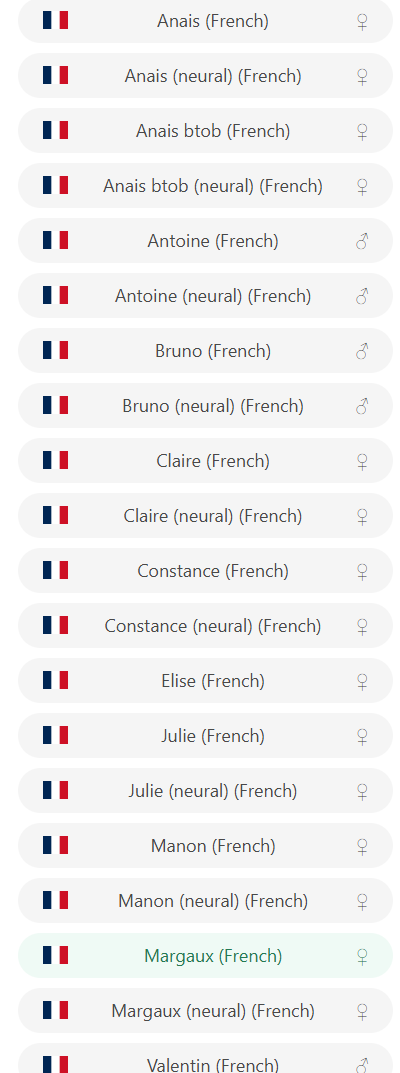 Anais (French)
Anais (neural) (French)
Anais btob (French)
Anais btob (neural) (French)
Antoine (French)
Antoine (neural) (French)
Bruno (French)
Bruno (neural) (French)
Claire (French)
Claire (neural) (French)
Constance (French)
Constance (neural) (French)
Elise (French)
Julie (French)
Julie (neural) (French)
Manon (French)
Manon (neural) (French)
Margaux (French)
Margaux (neural) (French)
Valentin (French)